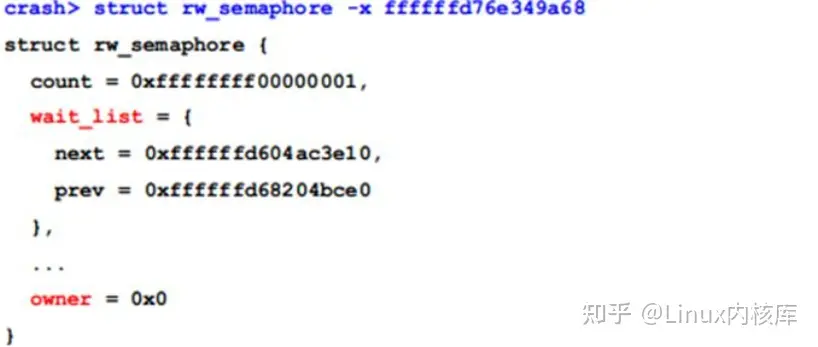 crash> struct rw_semaphore -x ffffffd76e349a68
struct rw_semaphore {
count = 0xffffffff00000001,
wait_list = {
next = 0xffffffd604ac3e10,
prev = 0xffffffd68204bce0
},
...
owner = 0x0
}
知乎 @Linux内核库